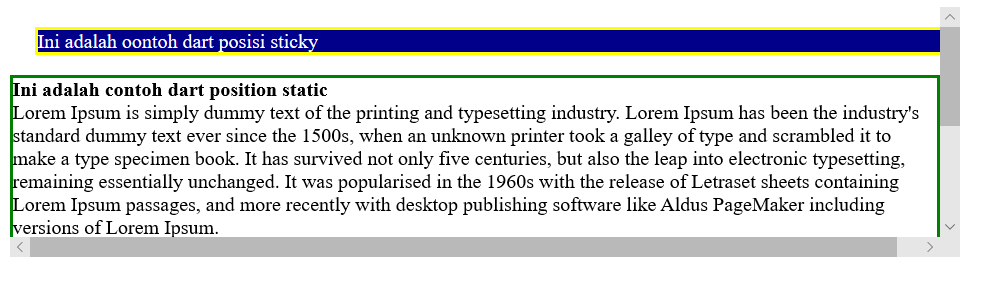 Ini adalah oontoh dart posisi sticky
Ini adalah contoh dart position static
Lorem Ipsum is simply dummy text of the printing and typesetting industry. Lorem Ipsum has been the industry's
standard dummy text ever since the 1500s, when an unknown printer took a galley of type and scrambled it to
make a type specimen book. It has survived not only five centuries, but also the leap into electronic typesetting,
remaining essentially unchanged. It was popularised in the 1960s with the release of Letraset sheets containing
Lorem Ipsum passages, and more recently with desktop publishing software like Aldus PageMaker including
versions of Lorem Ipsum.